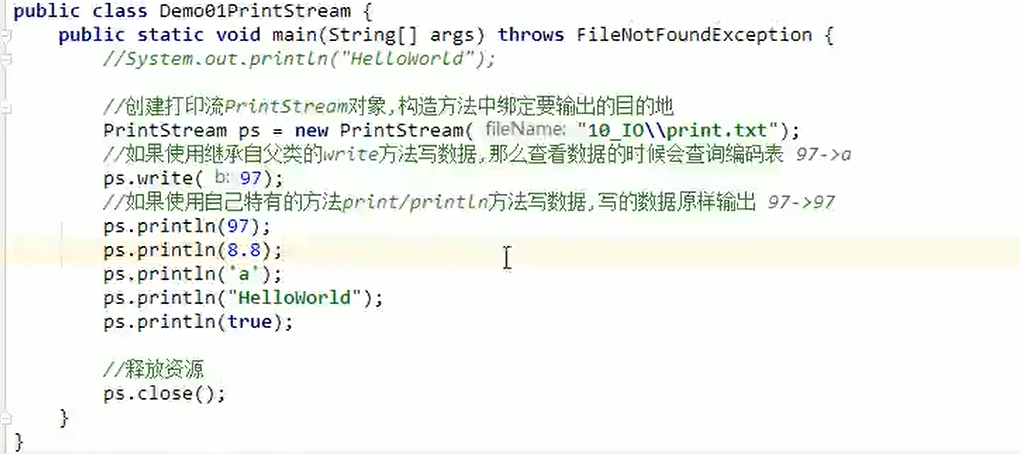 public class Demo01PrintStream {
public static void main(String[] args) throws FileNotFoundException {
//System.out.println("HelloWorld");
//创建打印流PrintStream对象,构造方法中绑定要输出的目的地
PrintStream ps = new PrintStream( fileName: "10_IO\\print.txt");
//如果使用继承自父类的write方法写数据,那么查看数据的时候会查询编码表 97->a
ps.write( b: 97);
//如果使用自己特有的方法print/println方法写数据,写的数据原样输出 97->97
ps.println(97);
ps.println(8.8);
ps.println('a');
ps.println("HelloWorld");
ps.println(true);
//释放资源
ps.close();
}
}